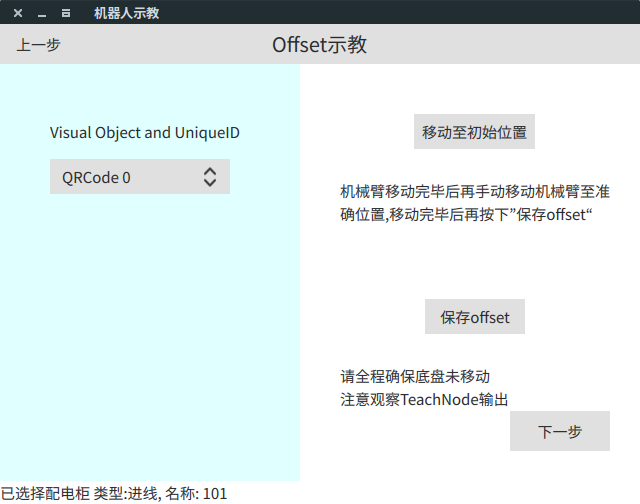 机器人示教
上一步
Offset示教
Visual Object and UniqueID
QRCode 0
移动至初始位置
机械臂移动完毕后再手动移动机械臂至准
确位置,移动完毕后再按下”保存offset“
保存offset
请全程确保底盘未移动
注意观察TeachNode输出
下一步
已选择配电柜 类型:进线, 名称: 101